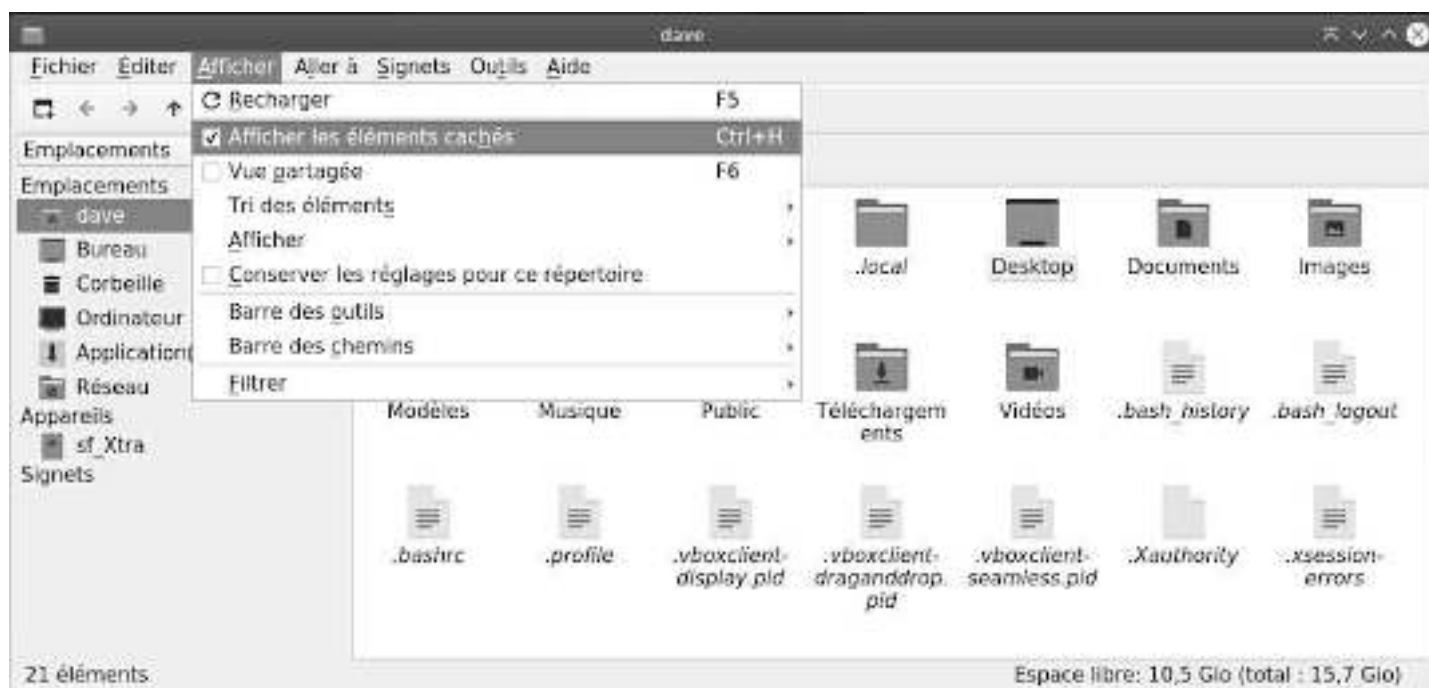 dave
Fichier Éditer Afficher Aller à Signets Outils Aide
Recharger F5
Afficher les éléments cachés Ctrl+H
Vue partagée F6
Tri des éléments
Afficher
Conserver les réglages pour ce répertoire
Barre des outils
Barre des chemins
Filtrer
Emplacements
Emplacements
dave
Bureau
Corbeille
Ordinateur
Application
Réseau
Appareils
sf_Xtra
Signets
.local Desktop Documents Images
Modèles Musique Public Téléchargem
ents Vidéos .bash_history .bash_logout
.bashrc .profile .vboxclient-
display.pid .vboxclient-
draganddrop.
pid .vboxclient-
seamless.pid .Xauthority .xsession-
errors
21 éléments Espace libre: 10,5 Gio (total : 15,7 Gio)